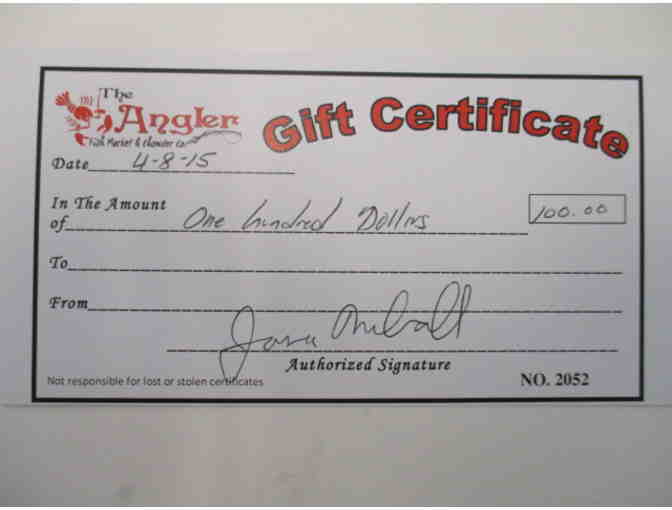 The
Angler
Fish Market & Chowder Co.
Gift Certificate
Date 4-8-15
In The Amount
of One hundred Dollars 100.00
To
From
Authorized Signature
Not responsible for lost or stolen certificates NO. 2052